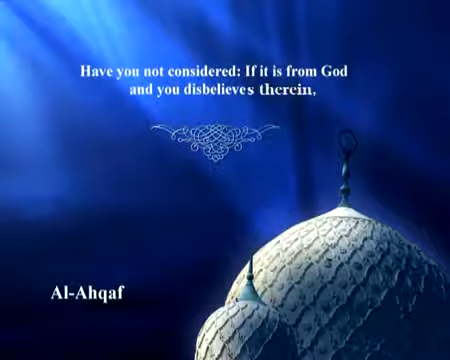 Have you not considered: If it is from God
and you disbelieves therein,
Al-Ahqaf